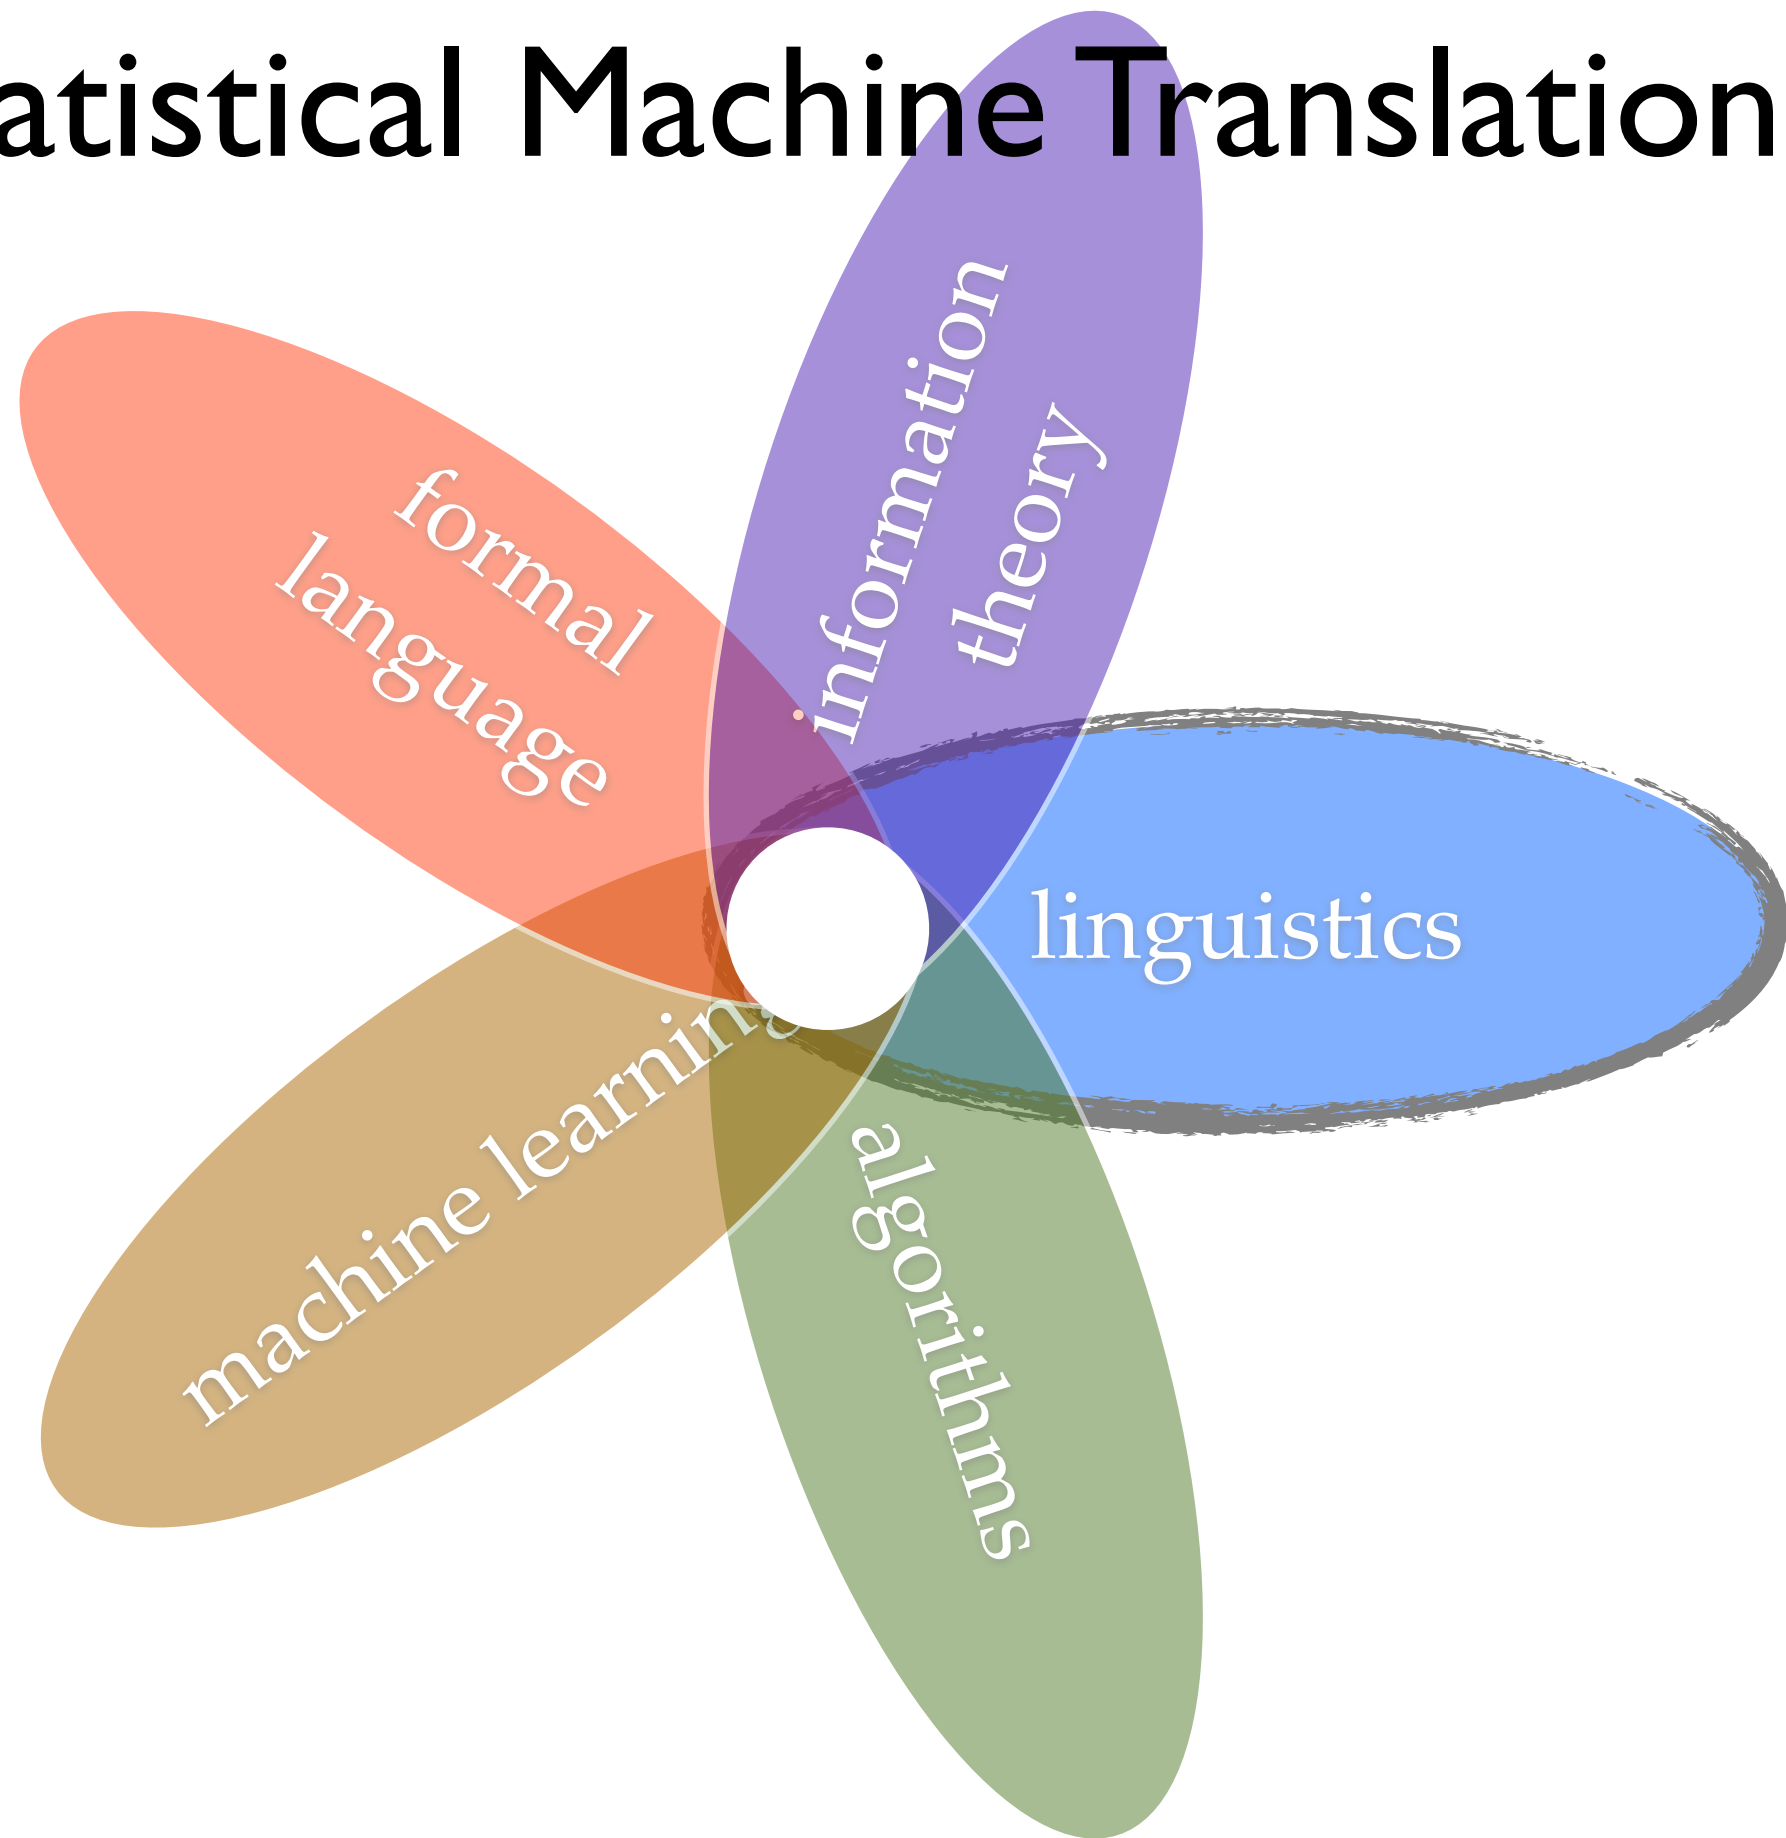 atistical Machine Translation
information
theory
formal
language
linguistics
machine learning
algorithms